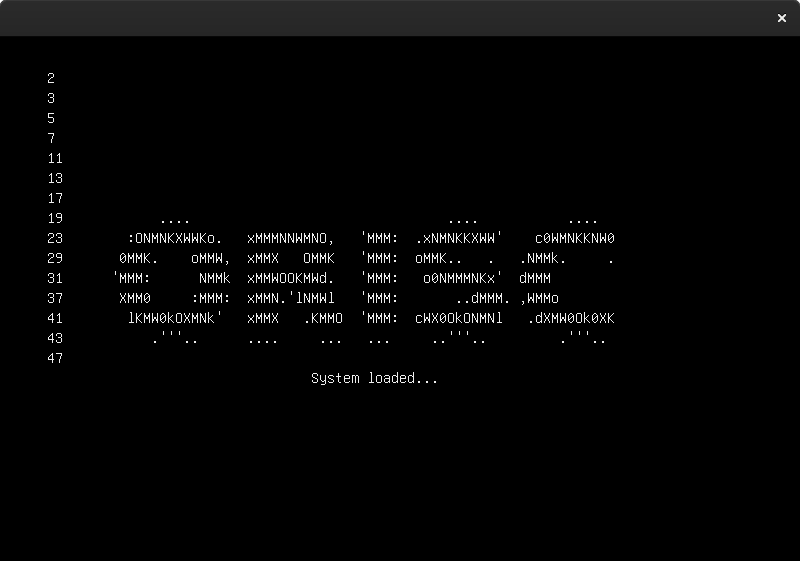 2
3
5
7
11
13
17
19            ....                                ....           ....
23        :ONMNKXWWKo.   xMMMNNWMNO,   'MMM:  .xNMNKKXWW'    c0WMNKKNW0
29       0MMK.    oMMW,  xMMX   OMMK   'MMM:  oMMK..   .   .NMMk.     .
31      'MMM:      NMMk  xMMWOOKMWd.   'MMM:   o0NMMMNKx'  dMMM
37       XMM0     :MMM:  xMMN.'lNMWl   'MMM:       ..dMMM. ,WMMo
41        lKMW0kOXMNk'   xMMX   .KMMO  'MMM:  cWX0OkONMNl   .dXMW0Ok0XK
43           .'''..      ....     ...   ...     ..'''..        .'''..
47
System loaded...